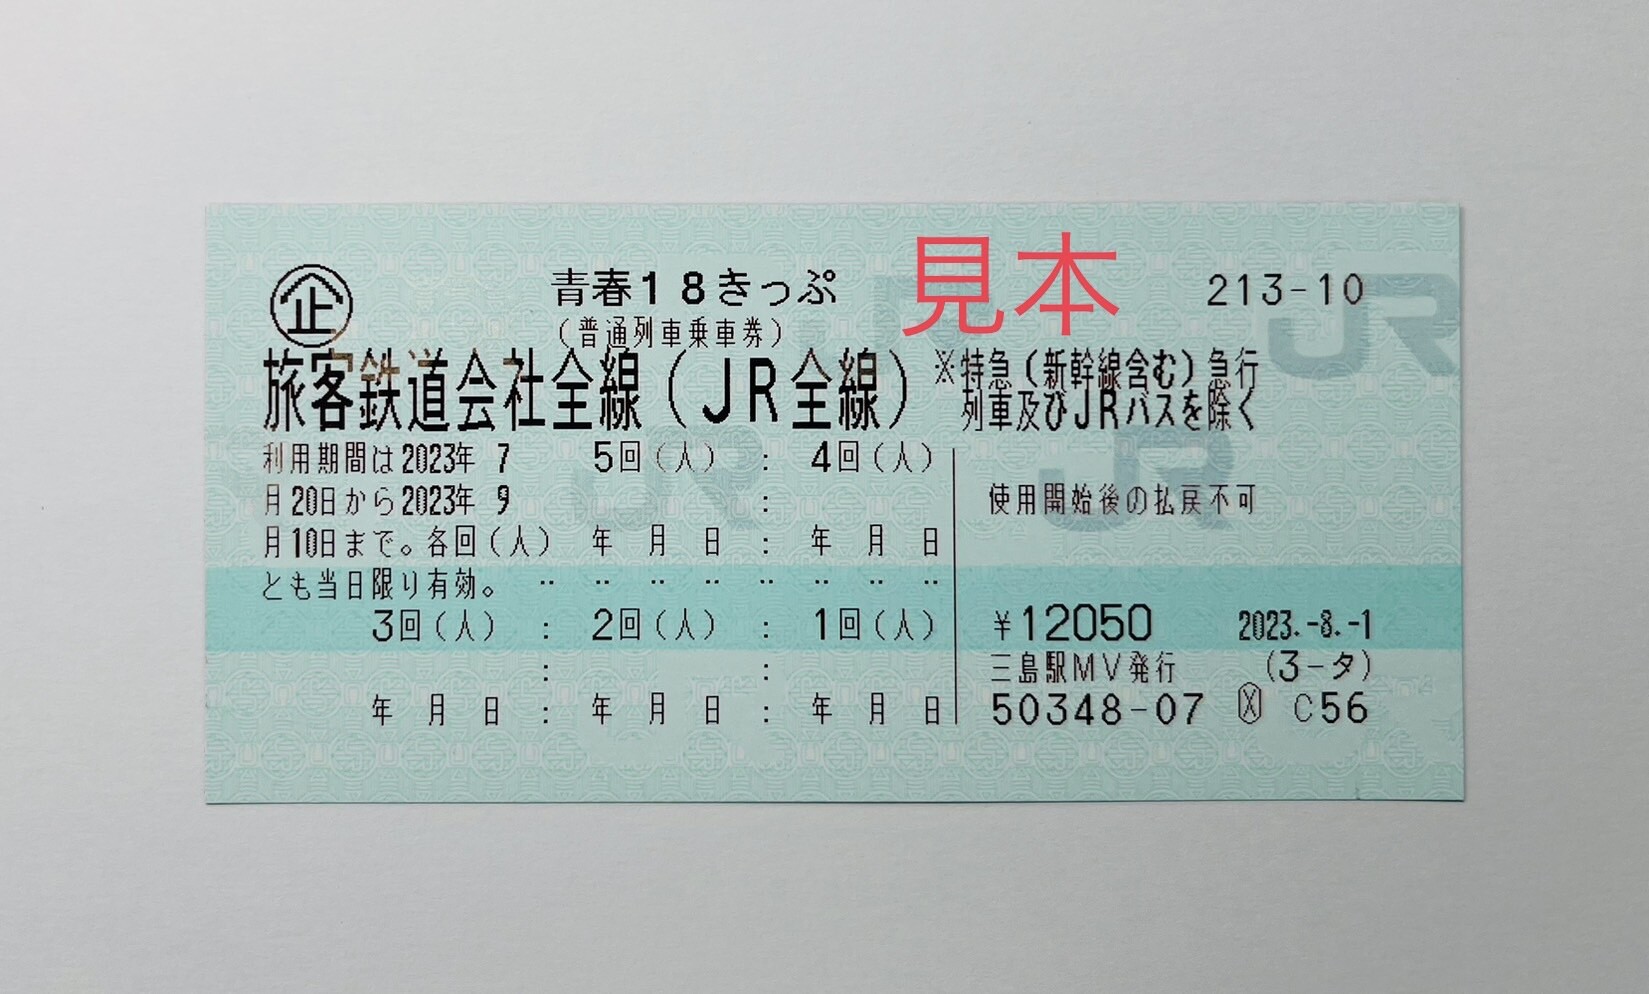 企 青春18きっぷ 見本 213-10
(普通列車乗車券)
旅客鉄道会社全線(JR全線) ※特急(新幹線含む)急行
列車及びJRバスを除く
利用期間は2023年 7
月20日から2023年 9
月10日まで。各回(人)
とも当日限り有効。
5回(人) : 4回(人)
年 月 日 : 年 月 日
3回(人) : 2回(人) : 1回(人)
年 月 日 : 年 月 日 : 年 月 日
使用開始後の払戻不可
¥12050 2023.-8.-1
三島駅MV発行 (3-タ)
50348-07 X C56
JR
JR
JR